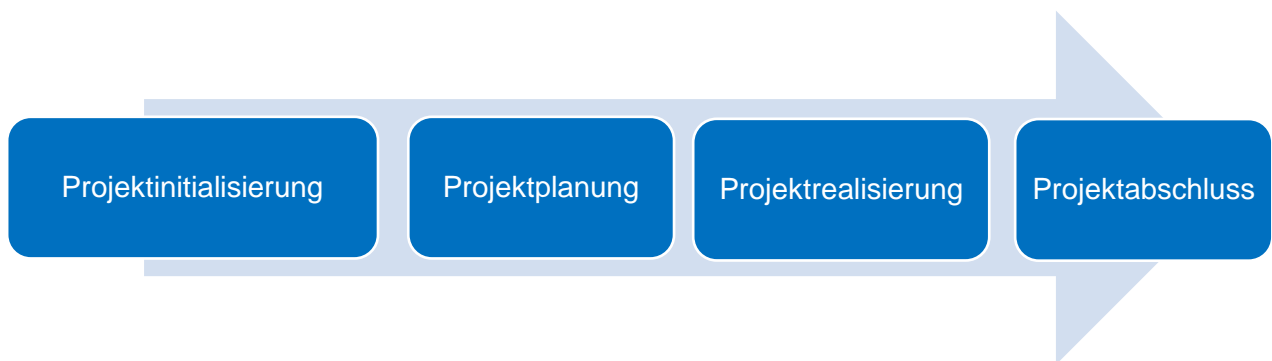 Projektinitialisierung
Projektplanung
Projektrealisierung
Projektabschluss